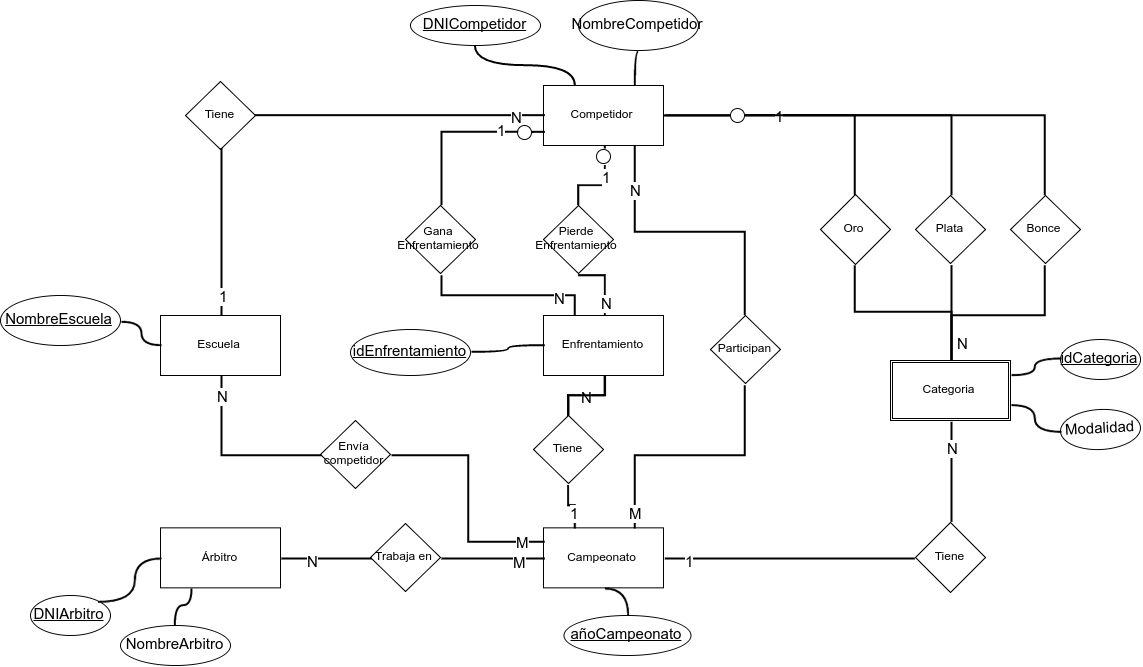 DNICompetidor
NombreCompetidor
Tiene
N
Competidor
1
1
1
N
Gana
Enfrentamiento
Pierde
Enfrentamiento
Oro
Plata
Bonce
1
N
N
NombreEscuela
Escuela
idEnfrentamiento
Enfrentamiento
Participan
N
idCategoria
Categoria
Modalidad
N
N
Envía
competidor
Tiene
N
1
M
M
Árbitro
N
Trabaja en
M
Campeonato
1
Tiene
DNIArbitro
NombreArbitro
añoCampeonato